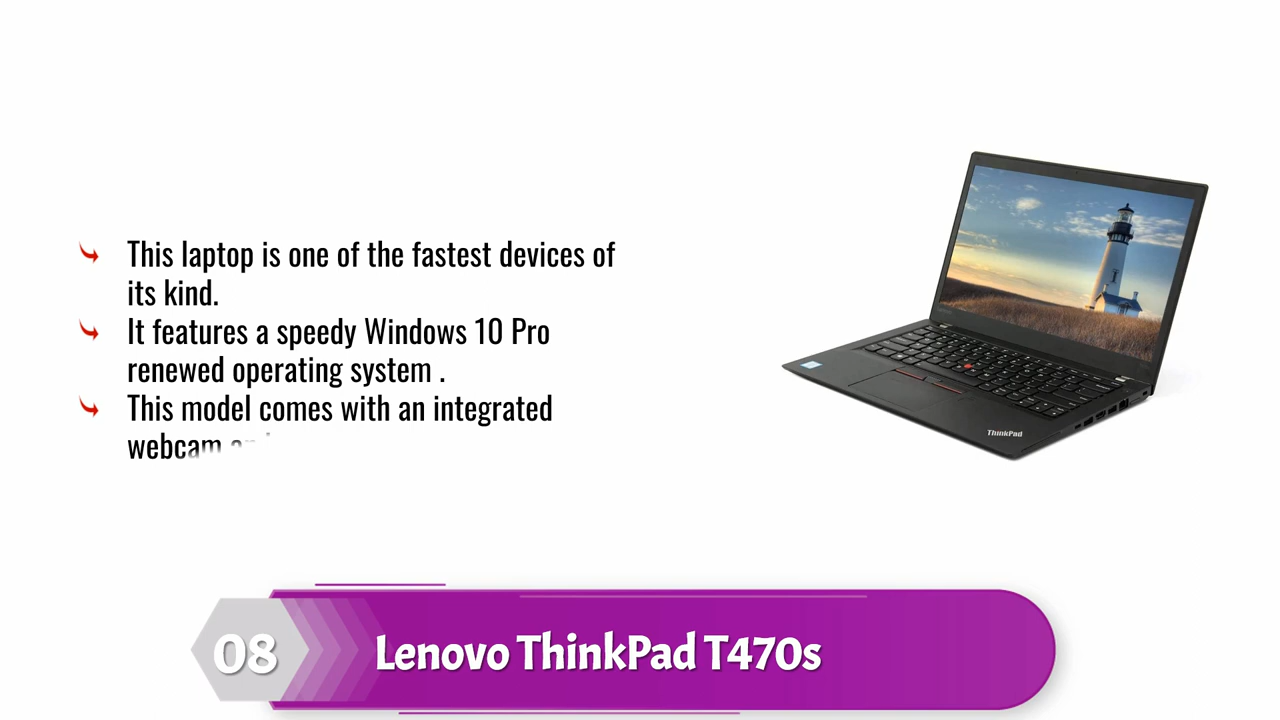 This laptop is one of the fastest devices of
its kind.
It features a speedy Windows 10 Pro
renewed operating system .
This model comes with an integrated
webcam
ThinkPad
08
Lenovo ThinkPad T470s